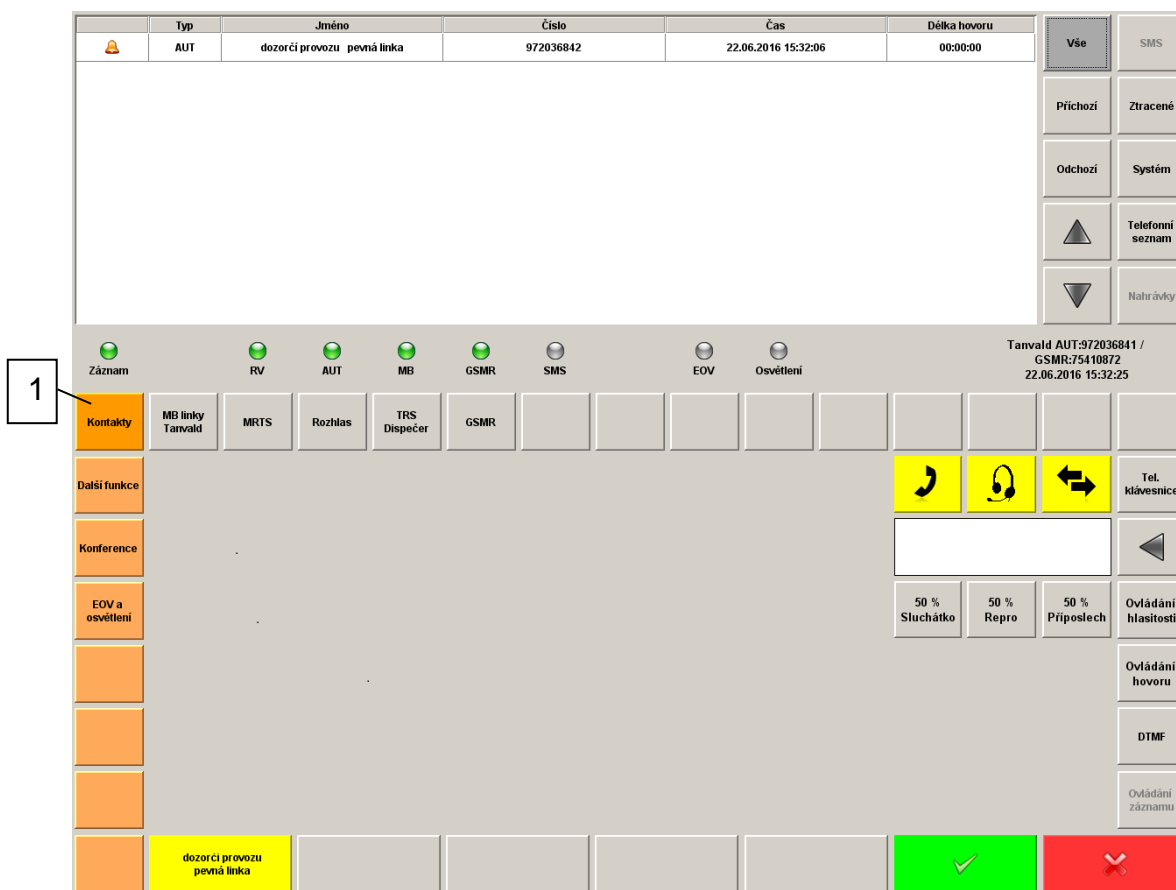 Typ Jméno Číslo Čas Délka hovoru
AUT dozorčí provozu pevná linka 972036842 22.06.2016 15:32:06 00:00:00
Vše SMS
Příchozí Ztracené
Odchozí Systém
Telefonní
seznam
Nahrávky
Záznam RV AUT MB GSMR SMS EOV Osvětlení
Tanvald AUT:972036841 /
GSMR:75410872
22.06.2016 15:32:25
1
Kontakty
MB linky
Tanvald
MRTS
Rozhlas
TRS
Dispečer
GSMR
Další funkce
Tel.
klávesnice
Konference
EOV a
osvětlení
50 %
Sluchátko
50 %
Repro
50 %
Příposlech
Ovládání
hlasitosti
Ovládání
hovoru
DTMF
Ovládání
záznamu
dozorčí provozu
pevná linka